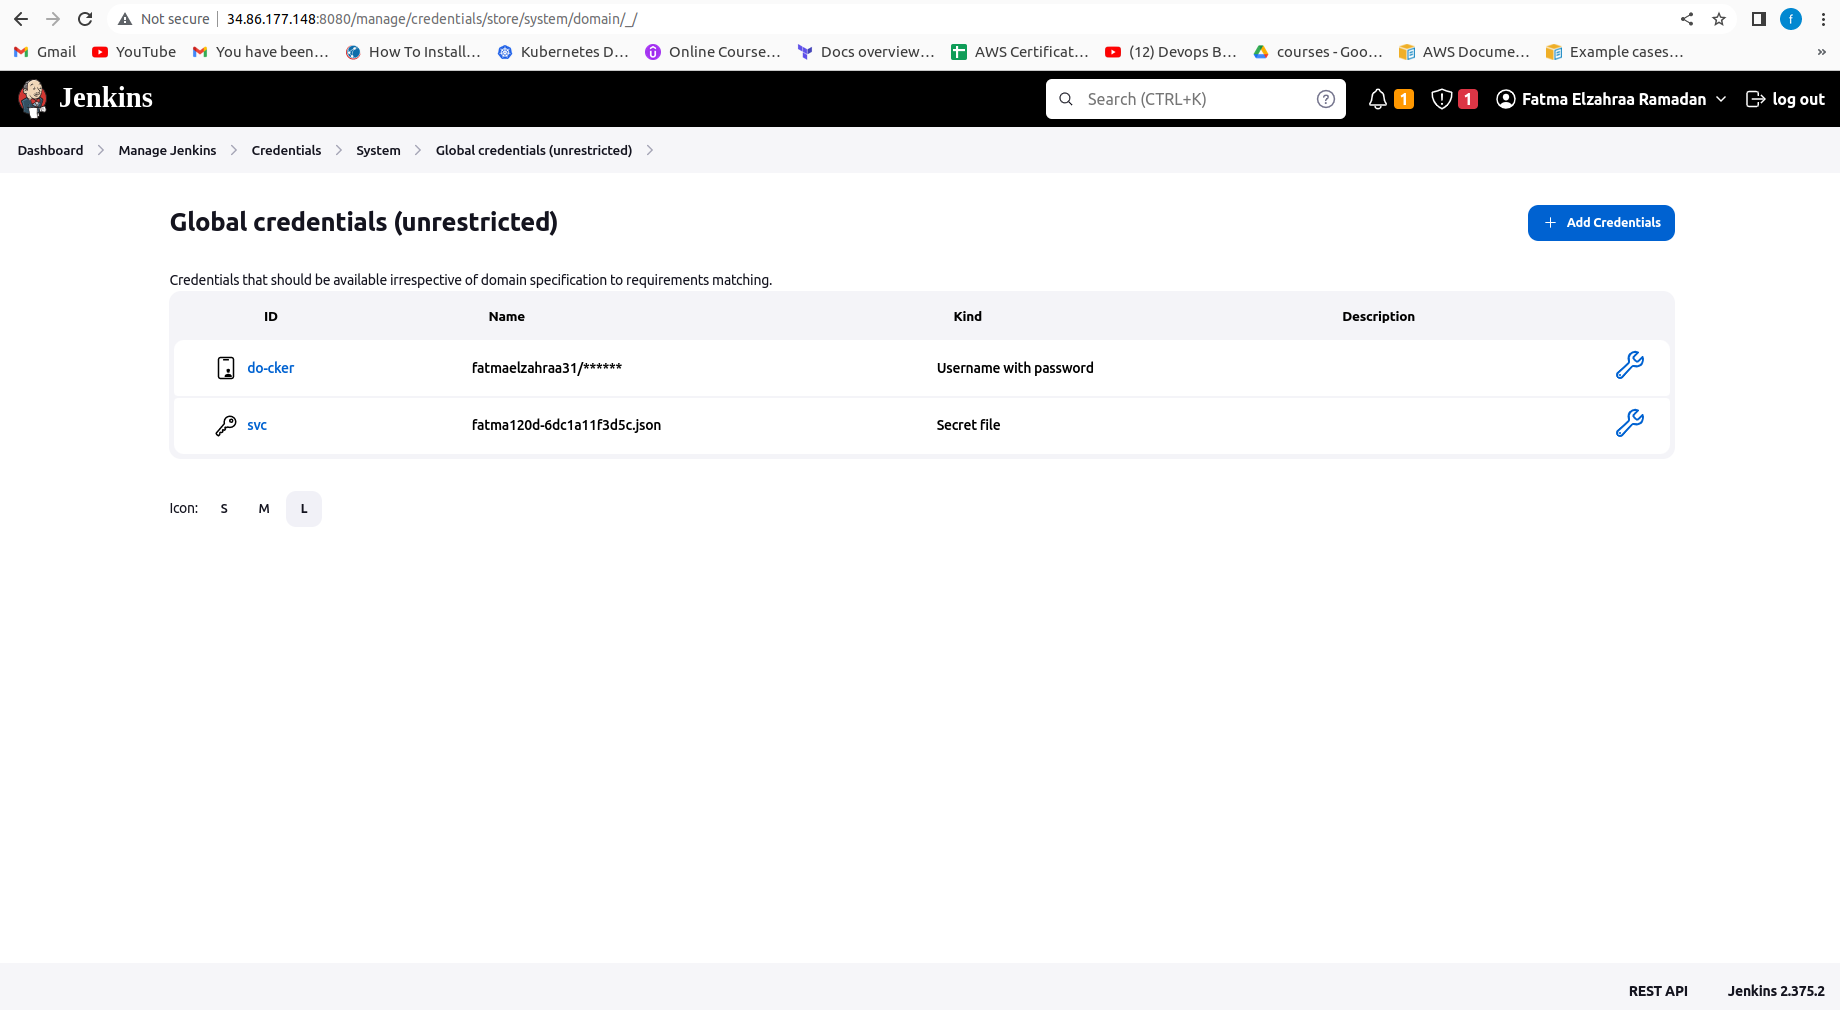 Not secure 34.86.177.148:8080/manage/credentials/store/system/domain/_/ f
Gmail YouTube You have been... How To Install... Kubernetes D... Online Course... Docs overview... AWS Certificat... (12) Devops B... courses - Goo... AWS Docume... Example cases... »
Jenkins Search (CTRL+K) ? 1 1 Fatma Elzahraa Ramadan log out
Dashboard Manage Jenkins Credentials System Global credentials (unrestricted)
Global credentials (unrestricted) + Add Credentials
Credentials that should be available irrespective of domain specification to requirements matching.
ID Name Kind Description
do-cker fatmaelzahraa31/****** Username with password
svc fatma120d-6dc1a11f3d5c.json Secret file
Icon: S M L
REST API Jenkins 2.375.2